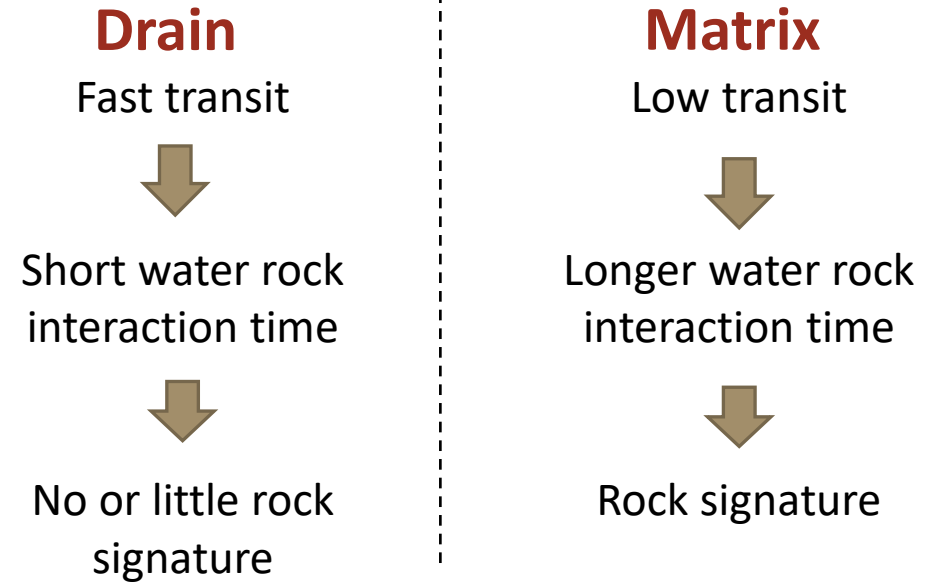 Drain
Fast transit
Short water rock
interaction time
No or little rock
signature
Matrix
Low transit
Longer water rock
interaction time
Rock signature